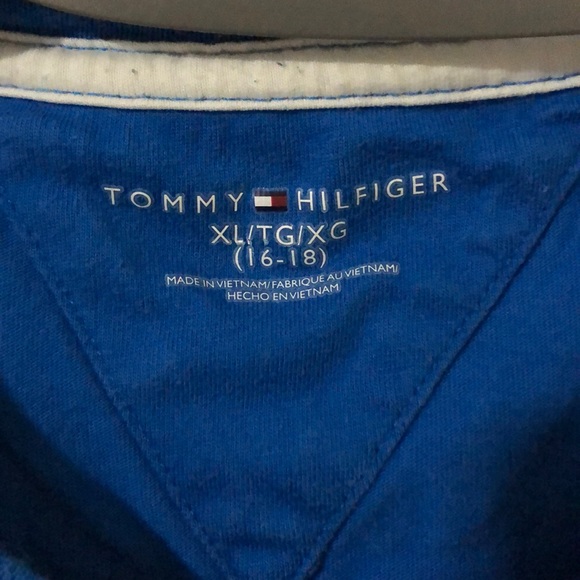 TOMMY HILFIGER
XL/TG/XG
(16-18)
MADE IN VIETNAM/FABRIQUE AU VIETNAM/
HECHO EN VIETNAM